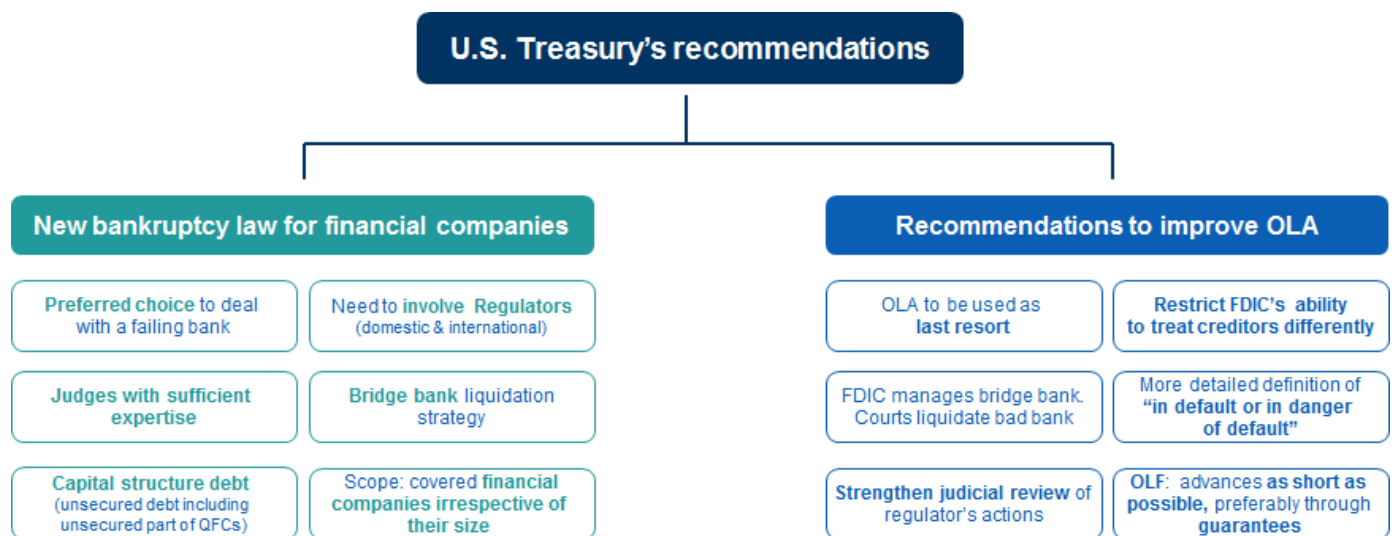 U.S. Treasury's recommendations
New bankruptcy law for financial companies
Preferred choice to deal
with a failing bank
Need to involve Regulators
(domestic & international)
Judges with sufficient
expertise
Bridge bank liquidation
strategy
Capital structure debt
(unsecured debt including
unsecured part of QFCs)
Scope: covered financial
companies irrespective of
their size
Recommendations to improve OLA
OLA to be used as
last resort
Restrict FDIC's ability
to treat creditors differently
FDIC manages bridge bank.
Courts liquidate bad bank
More detailed definition of
“in default or in danger
of default”
Strengthen judicial review of
regulator's actions
OLF: advances as short as
possible, preferably through
guarantees